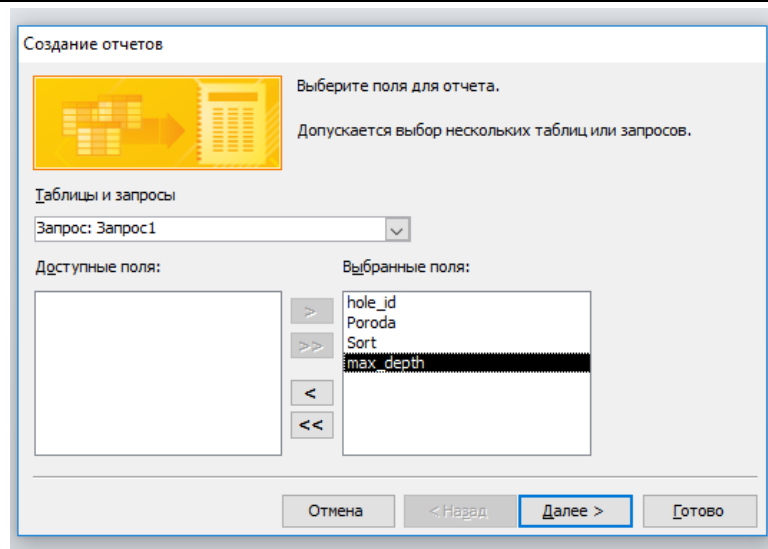 Создание отчетов
Выберите поля для отчета.
Допускается выбор нескольких таблиц или запросов.
Таблицы и запросы
Запрос: Запрос1
Доступные поля:
Выбранные поля:
>
>>
<
<<
hole_id
Poroda
Sort
max_depth
Отмена
< Назад
Далее >
Готово